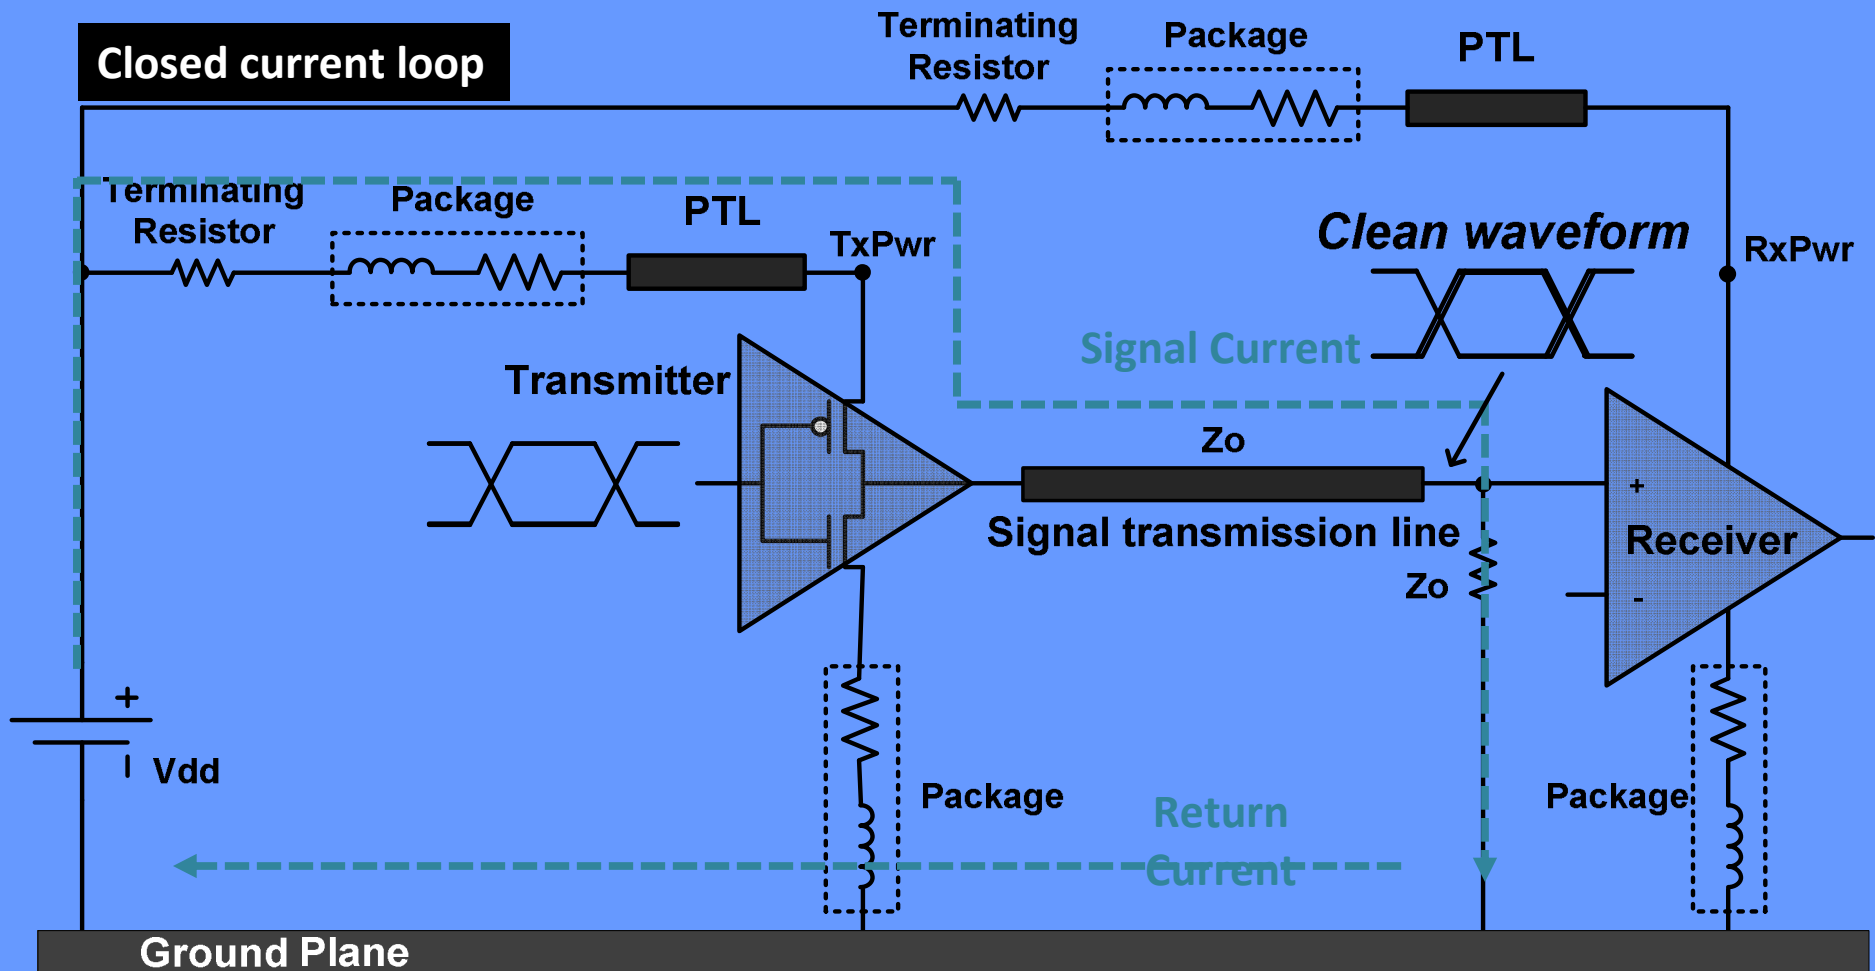 Closed current loop
Terminating
Resistor
Package
PTL
Terminating
Resistor
Package
PTL
TxPwr
Clean waveform
RxPwr
Signal Current
Transmitter
Zo
+
Signal transmission line
Receiver
Zo
-
+
Vdd
Package
Return
Current
Package
Ground Plane